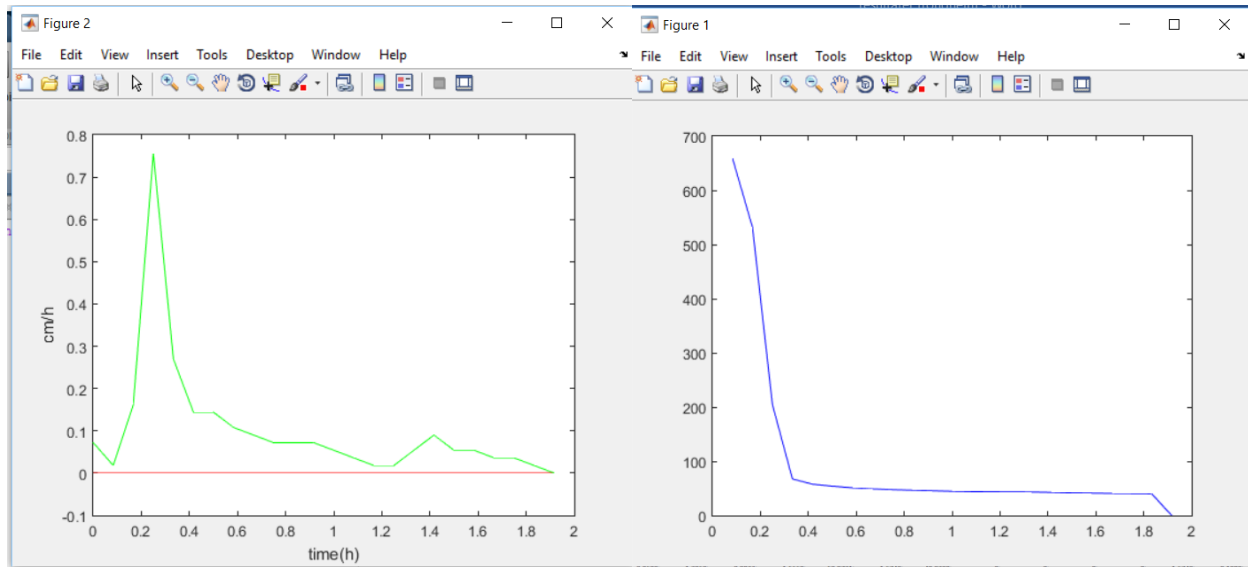 Figure 2
File Edit View Insert Tools Desktop Window Help
0.8
0.7
0.6
0.5
0.4
0.3
0.2
0.1
0
-0.1
cm/h
0 0.2 0.4 0.6 0.8 1 1.2 1.4 1.6 1.8 2
time(h)
Figure 1
File Edit View Insert Tools Desktop Window Help
700
600
500
400
300
200
100
0
0 0.2 0.4 0.6 0.8 1 1.2 1.4 1.6 1.8 2